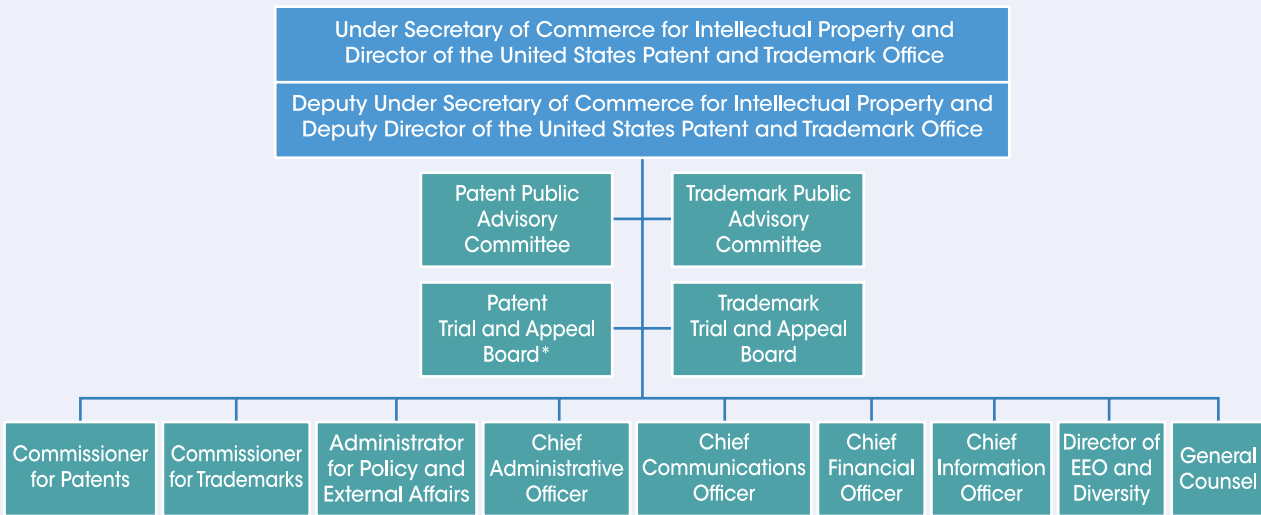 Under Secretary of Commerce for Intellectual Property and
Director of the United States Patent and Trademark Office
Deputy Under Secretary of Commerce for Intellectual Property and
Deputy Director of the United States Patent and Trademark Office
Patent Public
Advisory
Committee
Trademark Public
Advisory
Committee
Patent
Trial and Appeal
Board*
Trademark
Trial and Appeal
Board
Commissioner
for Patents
Commissioner
for Trademarks
Administrator
for Policy and
External Affairs
Chief
Administrative
Officer
Chief
Communications
Officer
Chief
Financial
Officer
Chief
Information
Officer
Director of
EEO and
Diversity
General
Counsel